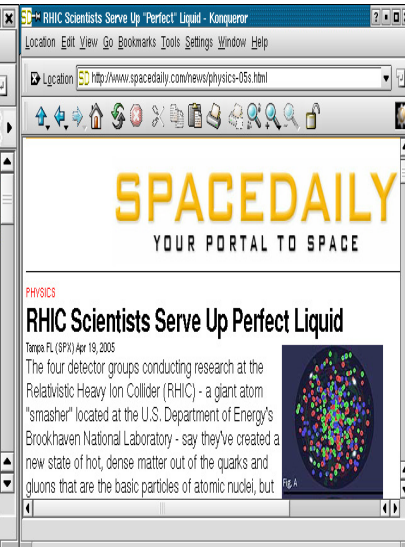 RHIC Scientists Serve Up "Perfect" Liquid - Konqueror
Location Edit View Go Bookmarks Tools Settings Window Help
Location http://www.spacedaily.com/news/physics-05s.html
SPACEDAILY
YOUR PORTAL TO SPACE
PHYSICS
RHIC Scientists Serve Up Perfect Liquid
Tampa FL (SPX) Apr 19, 2005
The four detector groups conducting research at the
Relativistic Heavy Ion Collider (RHIC) - a giant atom
"smasher" located at the U.S. Department of Energy's
Brookhaven National Laboratory - say they've created a
new state of hot, dense matter out of the quarks and
gluons that are the basic particles of atomic nuclei, but
Fig. A